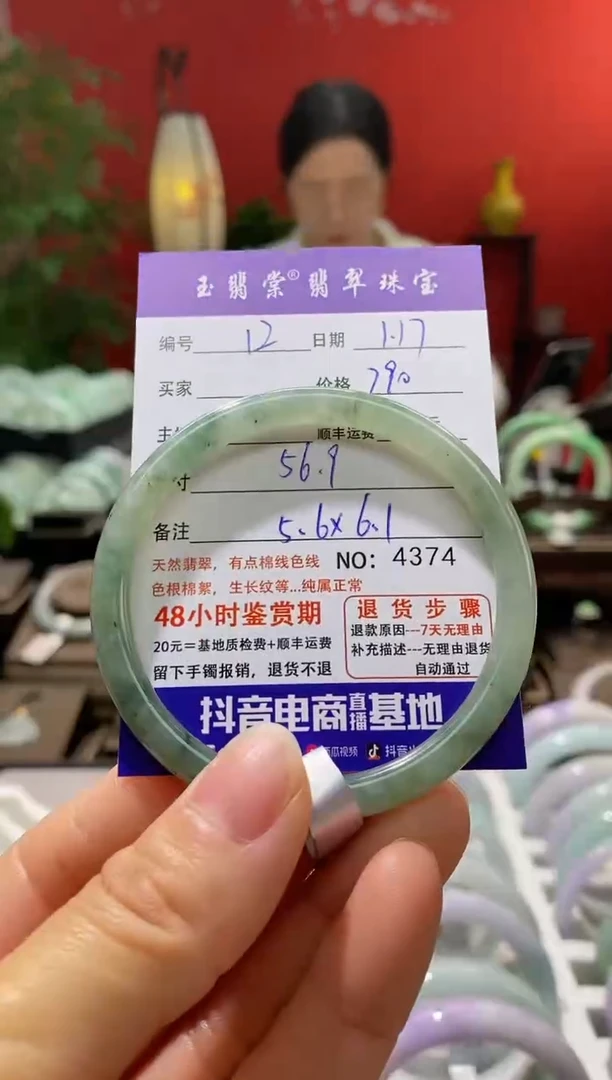 玉翡棠®翡翠珠宝
编号 12 日期 1.17
买家 价格 790
顺丰运费
寸 56.9
备注 5.6x6.1
天然翡翠，有点棉线色线 NO: 4374
色根棉絮，生长纹等...纯属正常
48小时鉴赏期
20元=基地质检费+顺丰运费
留下手镯报销，退货不退
退货步骤
退款原因---7天无理由
补充描述---无理由退货
自动通过
抖音电商直播基地
瓜视频 抖音